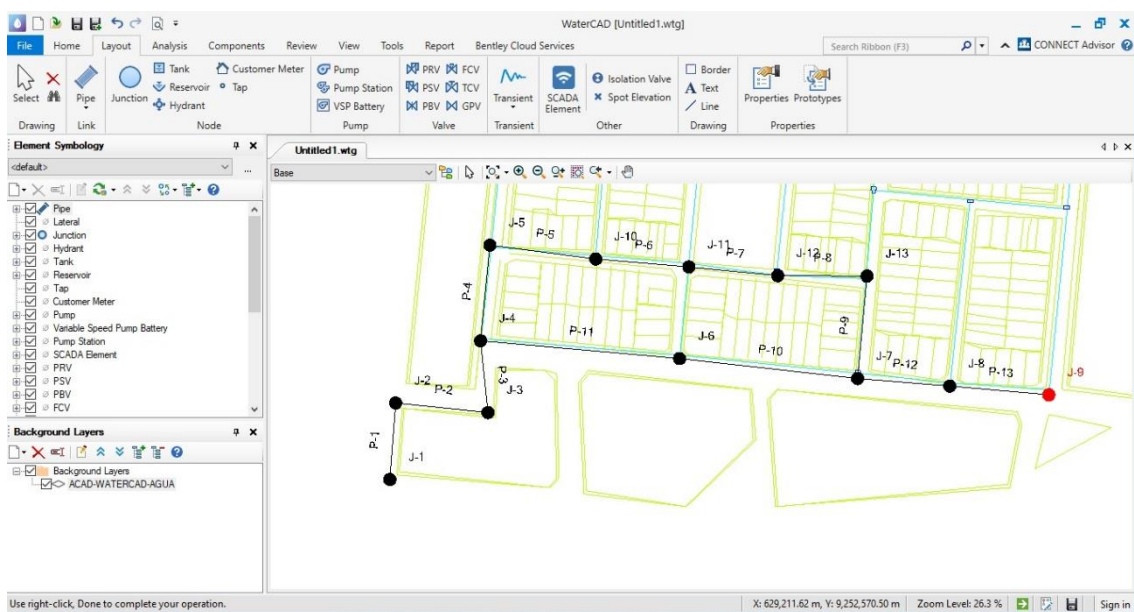 WaterCAD [Untitled1.wtg]
File Home Layout Analysis Components Review View Tools Report Bentley Cloud Services Search Ribbon (F3) CONNECT Advisor
Select Pipe Junction Tank Reservoir Hydrant Customer Meter Tap Pump Pump Station VSP Battery PRV FCV PSV TCV PBV GPV Transient SCADA Element Isolation Valve Spot Elevation Border Text Line Properties Prototypes
Drawing Link Node Pump Valve Transient Other Drawing Properties
Element Symbology
<default>
...
Pipe
Lateral
Junction
Hydrant
Tank
Reservoir
Tap
Customer Meter
Pump
Variable Speed Pump Battery
Pump Station
SCADA Element
PRV
PSV
PBV
FCV
Background Layers
Background Layers
ACAD-WATERCAD-AGUA
Untitled1.wtg
Base
J-5
P-5
J-10
P-6
J-11
P-7
J-12
P-8
J-13
P-4
J-4
P-11
J-6
P-10
P-9
J-7
P-12
J-8
P-13
J-9
J-2
P-2
P-3
J-3
P-1
J-1
Use right-click, Done to complete your operation. X: 629,211.62 m, Y: 9,252,570.50 m Zoom Level: 26.3 % Sign in